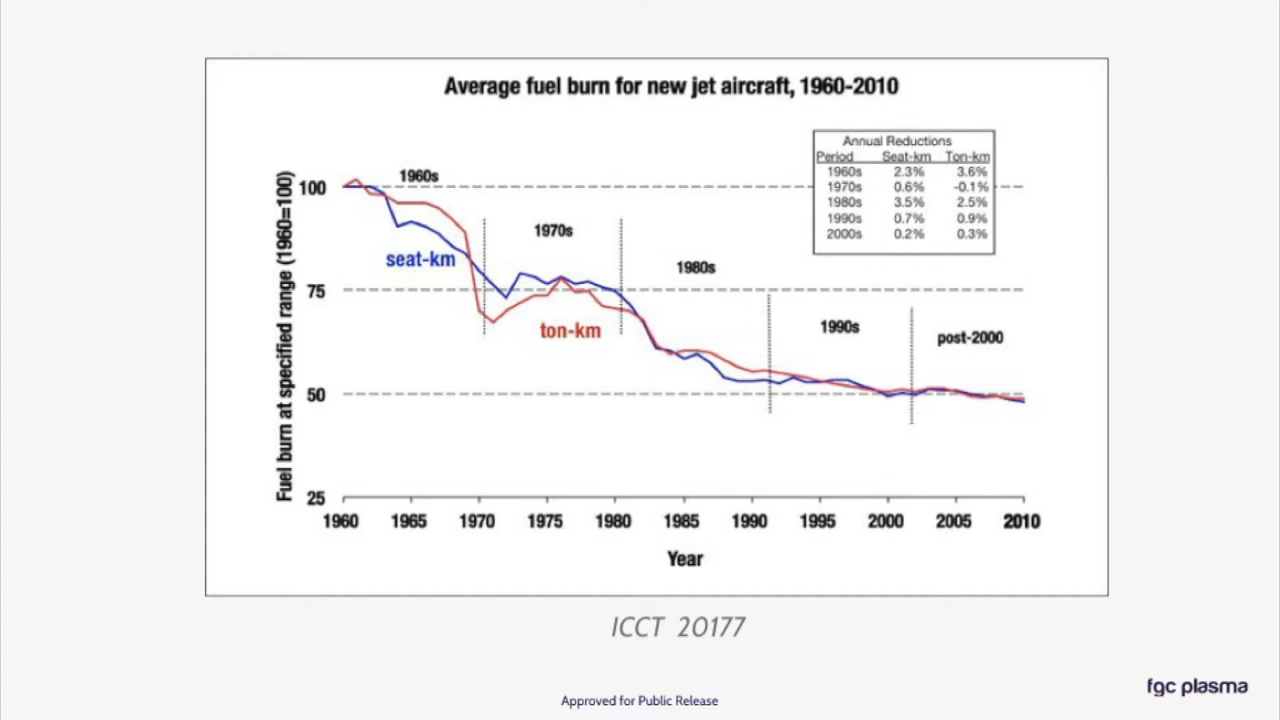 Average fuel burn for new jet aircraft, 1960-2010
Annual Reductions
Period Seat-km Ton-km
1960s 2.3% 3.6%
1970s 0.6% -0.1%
1980s 3.5% 2.5%
1990s 0.7% 0.9%
2000s 0.2% 0.3%
Fuel burn at specified range (1960=100)
100
75
50
25
1960s
1970s
1980s
1990s
post-2000
seat-km
ton-km
1960 1965 1970 1975 1980 1985 1990 1995 2000 2005 2010
Year
ICCT 20177
fgc plasma
Approved for Public Release